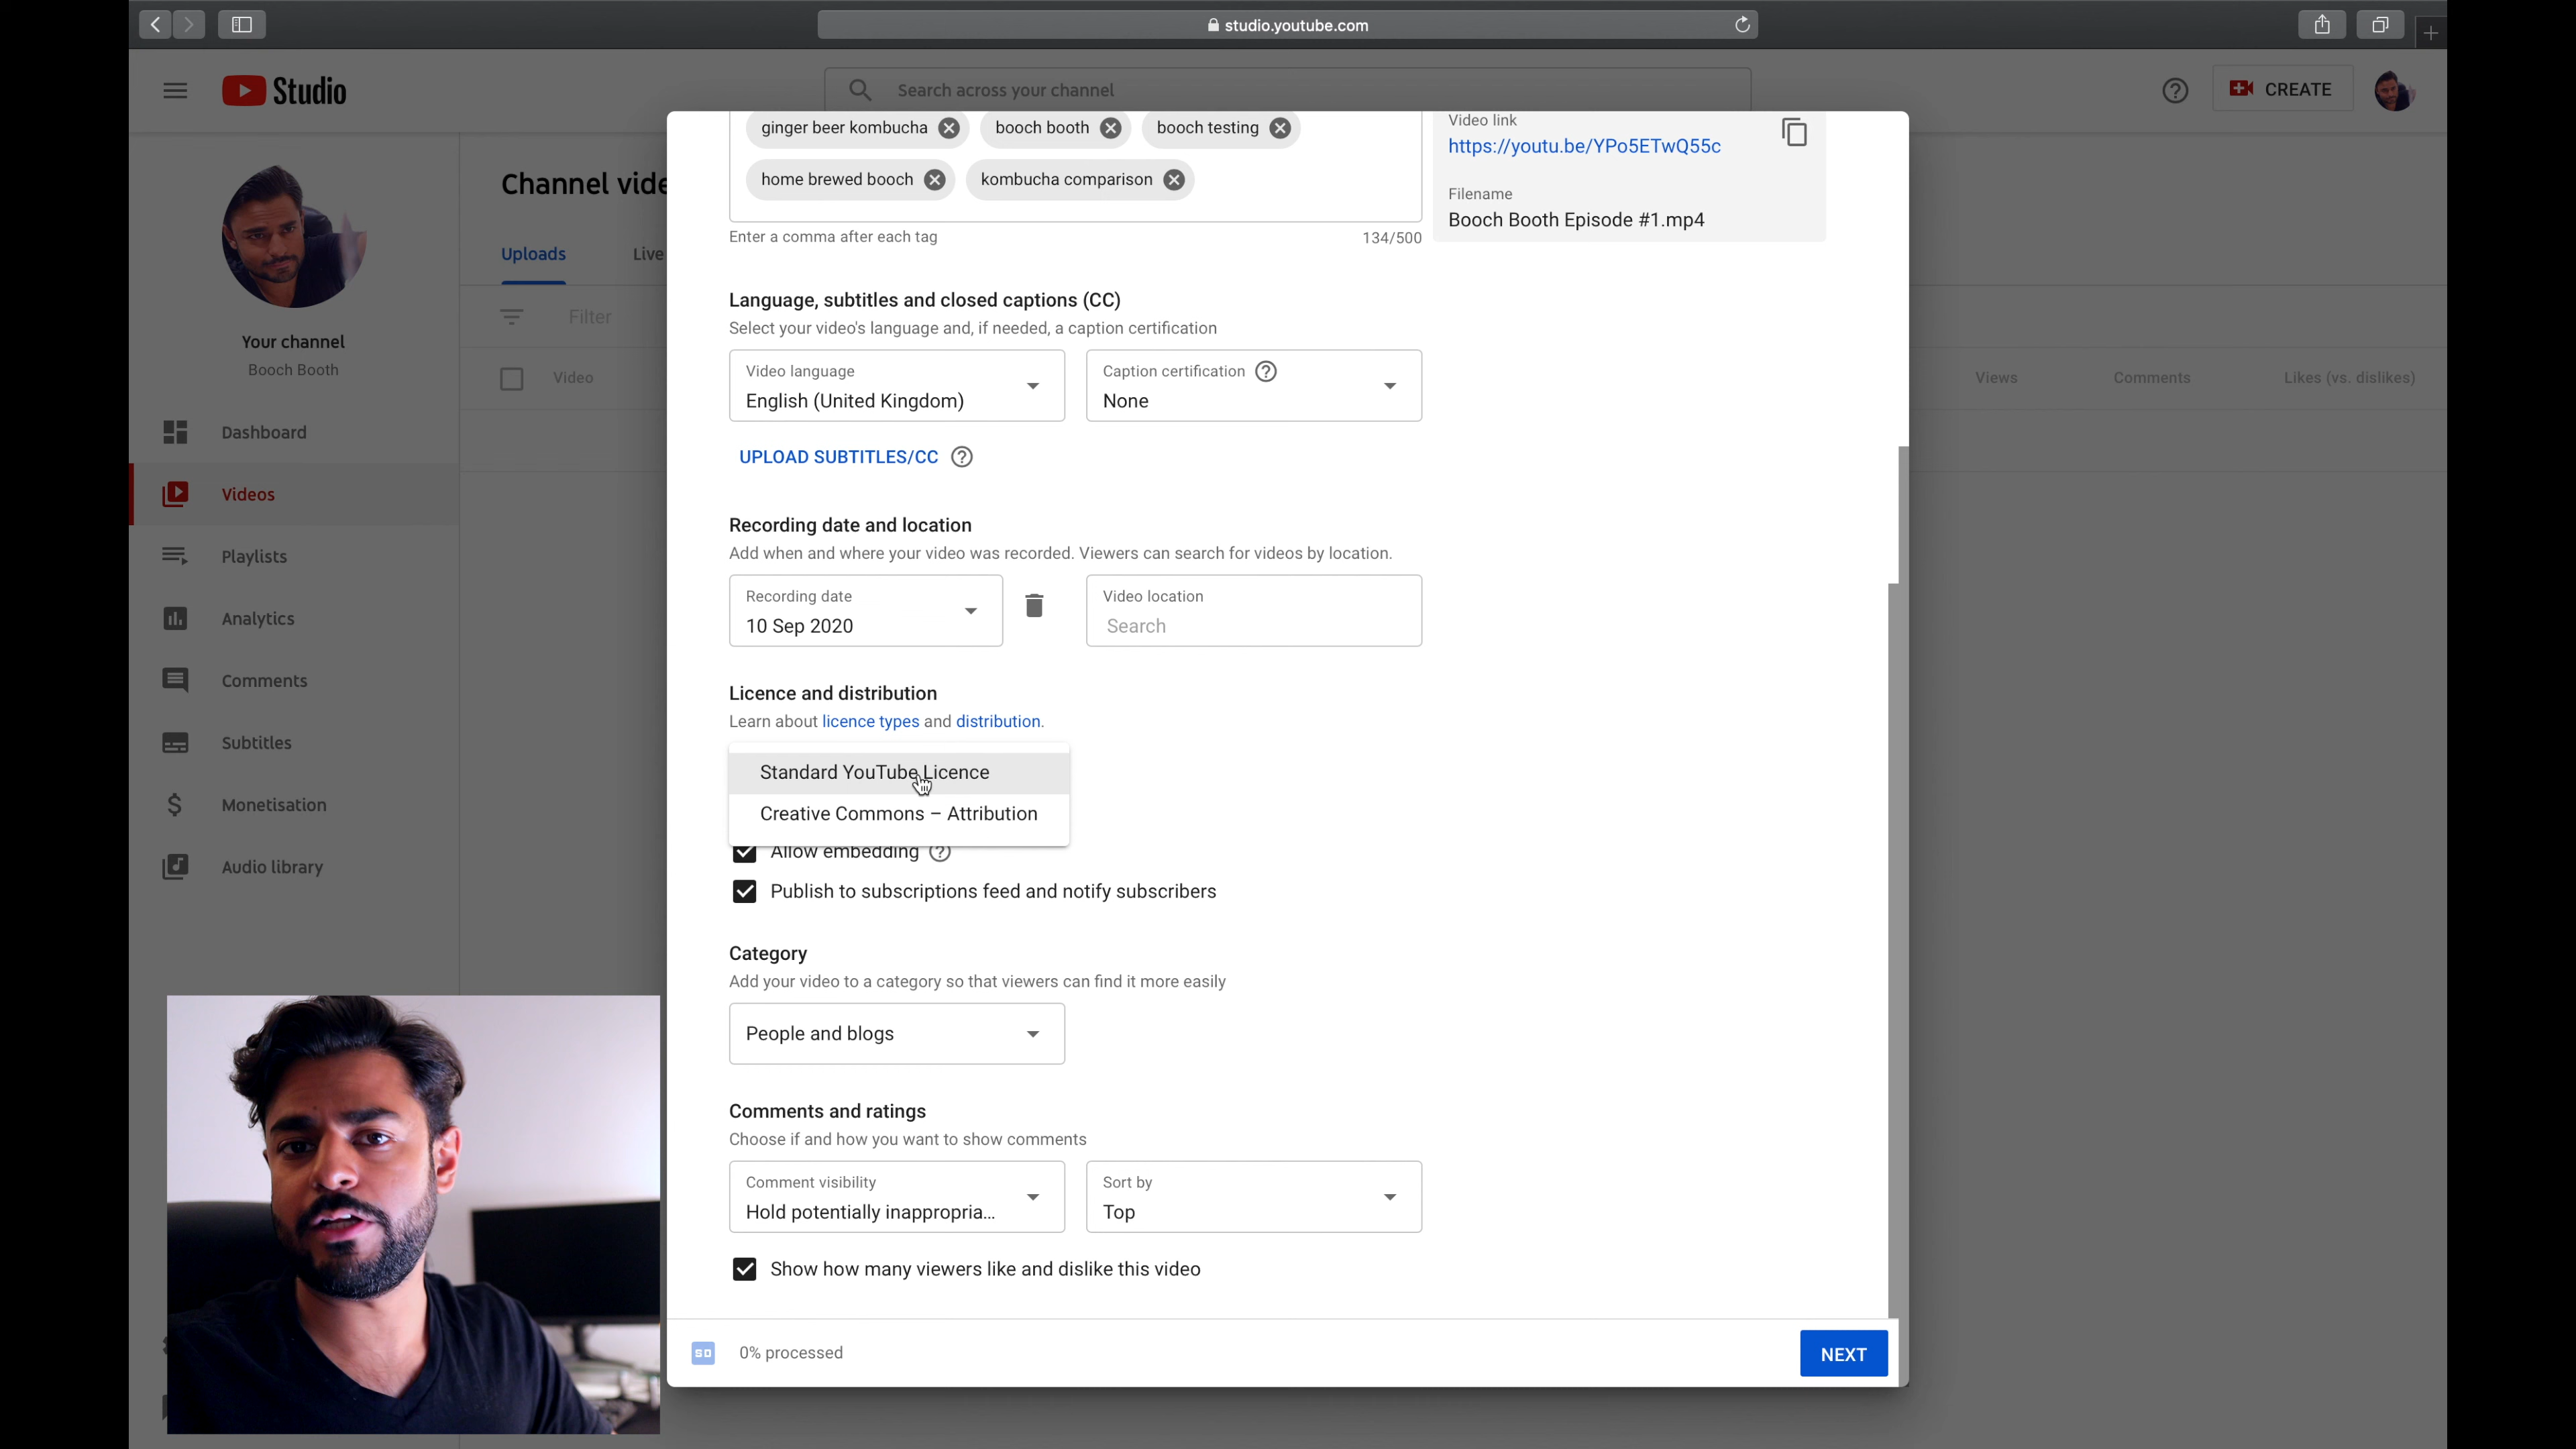 studio.youtube.com
Studio
Search across your channel
CREATE
Channel vide
Uploads
Live
Filter
Video
Views
Comments
Likes (vs. dislikes)
Your channel
Booch Booth
Dashboard
Videos
Playlists
Analytics
Comments
Subtitles
Monetisation
Audio library
ginger beer kombucha
booch booth
booch testing
home brewed booch
kombucha comparison
Enter a comma after each tag
134/500
Video link
https://youtu.be/YPo5ETwQ55c
Filename
Booch Booth Episode #1.mp4
Language, subtitles and closed captions (CC)
Select your video's language and, if needed, a caption certification
Video language
English (United Kingdom)
Caption certification
None
UPLOAD SUBTITLES/CC
Recording date and location
Add when and where your video was recorded. Viewers can search for videos by location.
Recording date
10 Sep 2020
Video location
Search
Licence and distribution
Learn about licence types and distribution.
Standard YouTube Licence
Creative Commons – Attribution
Allow embedding
Publish to subscriptions feed and notify subscribers
Category
Add your video to a category so that viewers can find it more easily
People and blogs
Comments and ratings
Choose if and how you want to show comments
Comment visibility
Hold potentially inappropria...
Sort by
Top
Show how many viewers like and dislike this video
SD
0% processed
NEXT